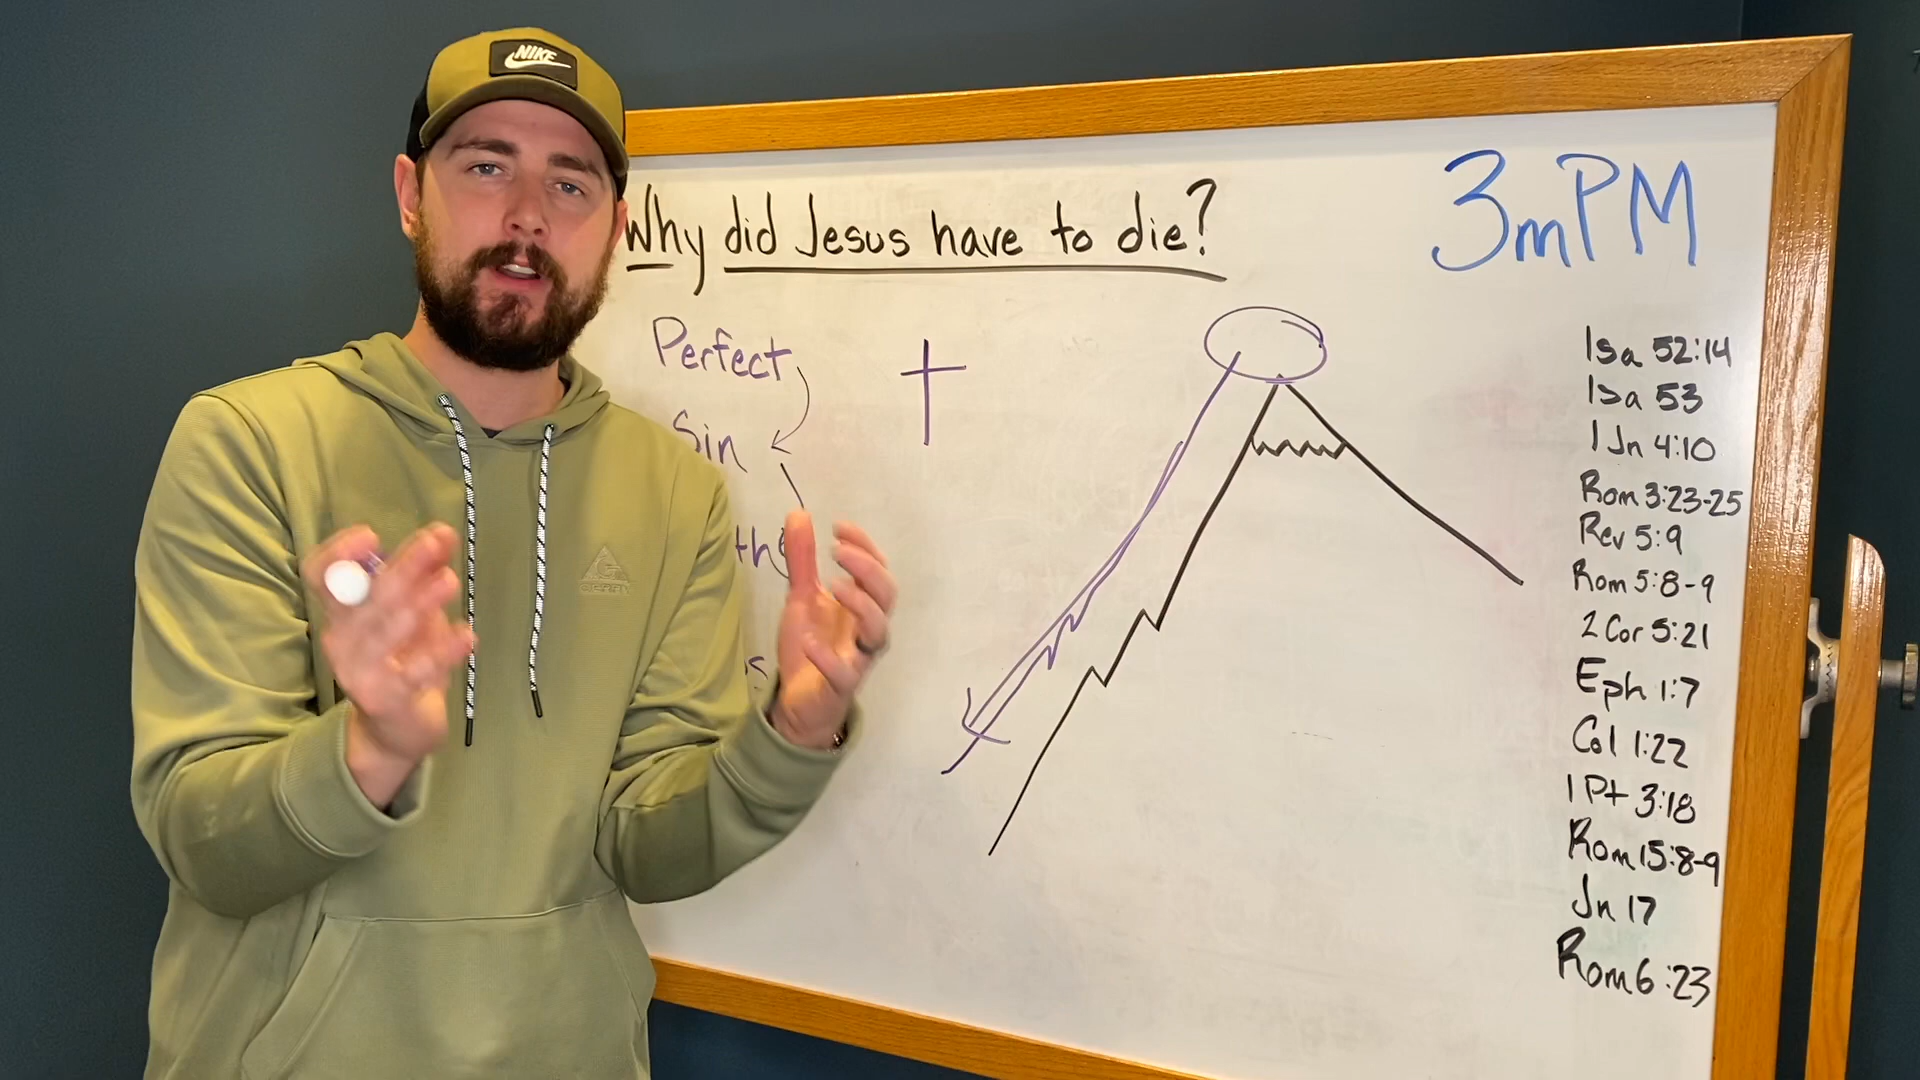 NIKE
Why did Jesus have to die?
3mPM
Perfect
Sin
Isa 52:14
Isa 53
1 Jn 4:10
Rom 3:23-25
Rev 5:9
Rom 5:8-9
2 Cor 5:21
Eph 1:7
Col 1:22
1 Pt 3:18
Rom 15:8-9
Jn 17
Rom 6:23